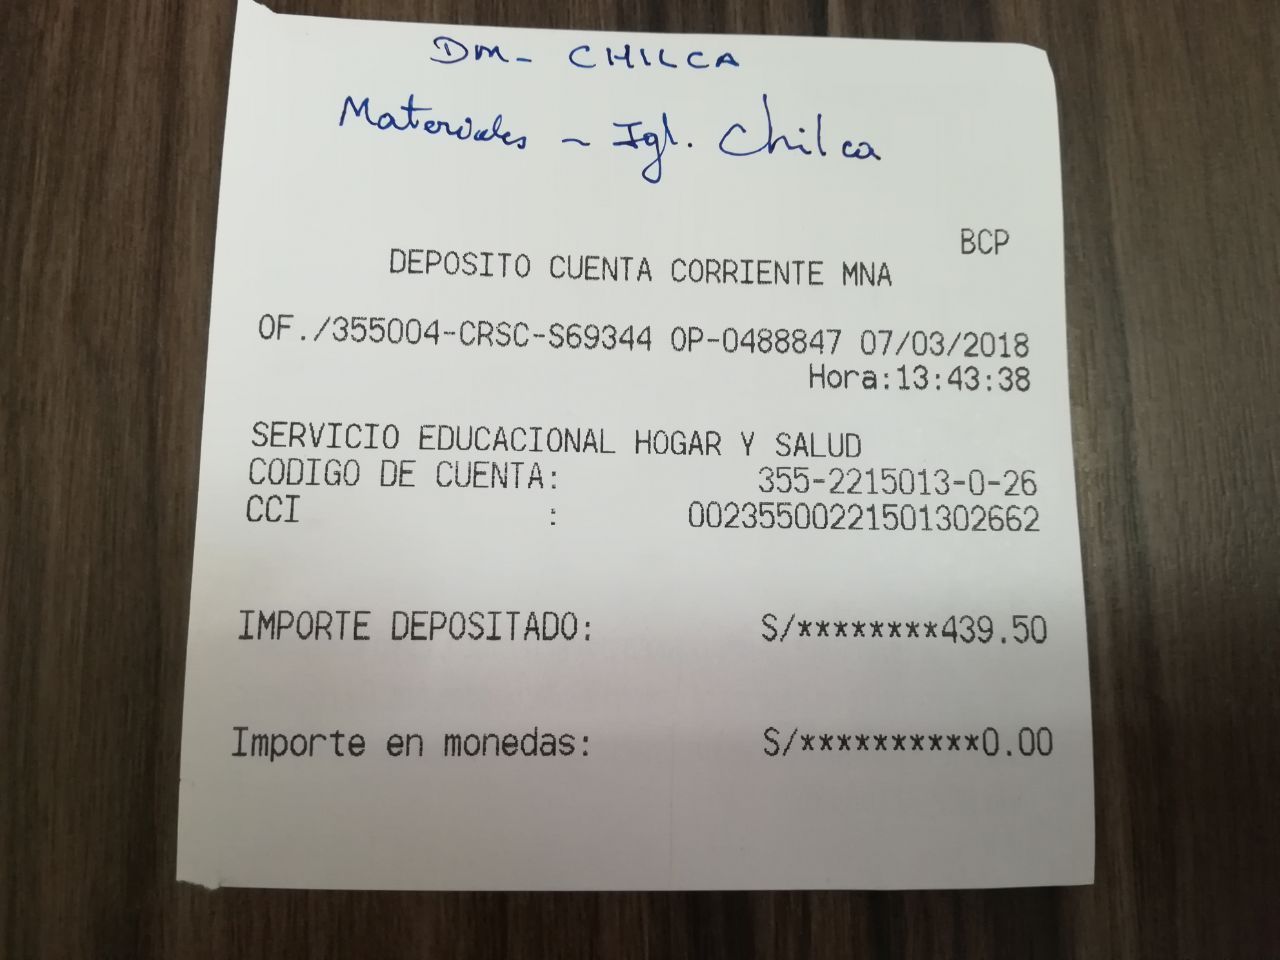 DM- CHILCA
Materiales - Igl. Chilca
BCP
DEPOSITO CUENTA CORRIENTE MNA
OF./355004-CRSC-S69344 OP-0488847 07/03/2018
Hora:13:43:38
SERVICIO EDUCACIONAL HOGAR Y SALUD
CODIGO DE CUENTA: 355-2215013-0-26
CCI : 00235500221501302662
IMPORTE DEPOSITADO: S/********439.50
Importe en monedas: S/**********0.00